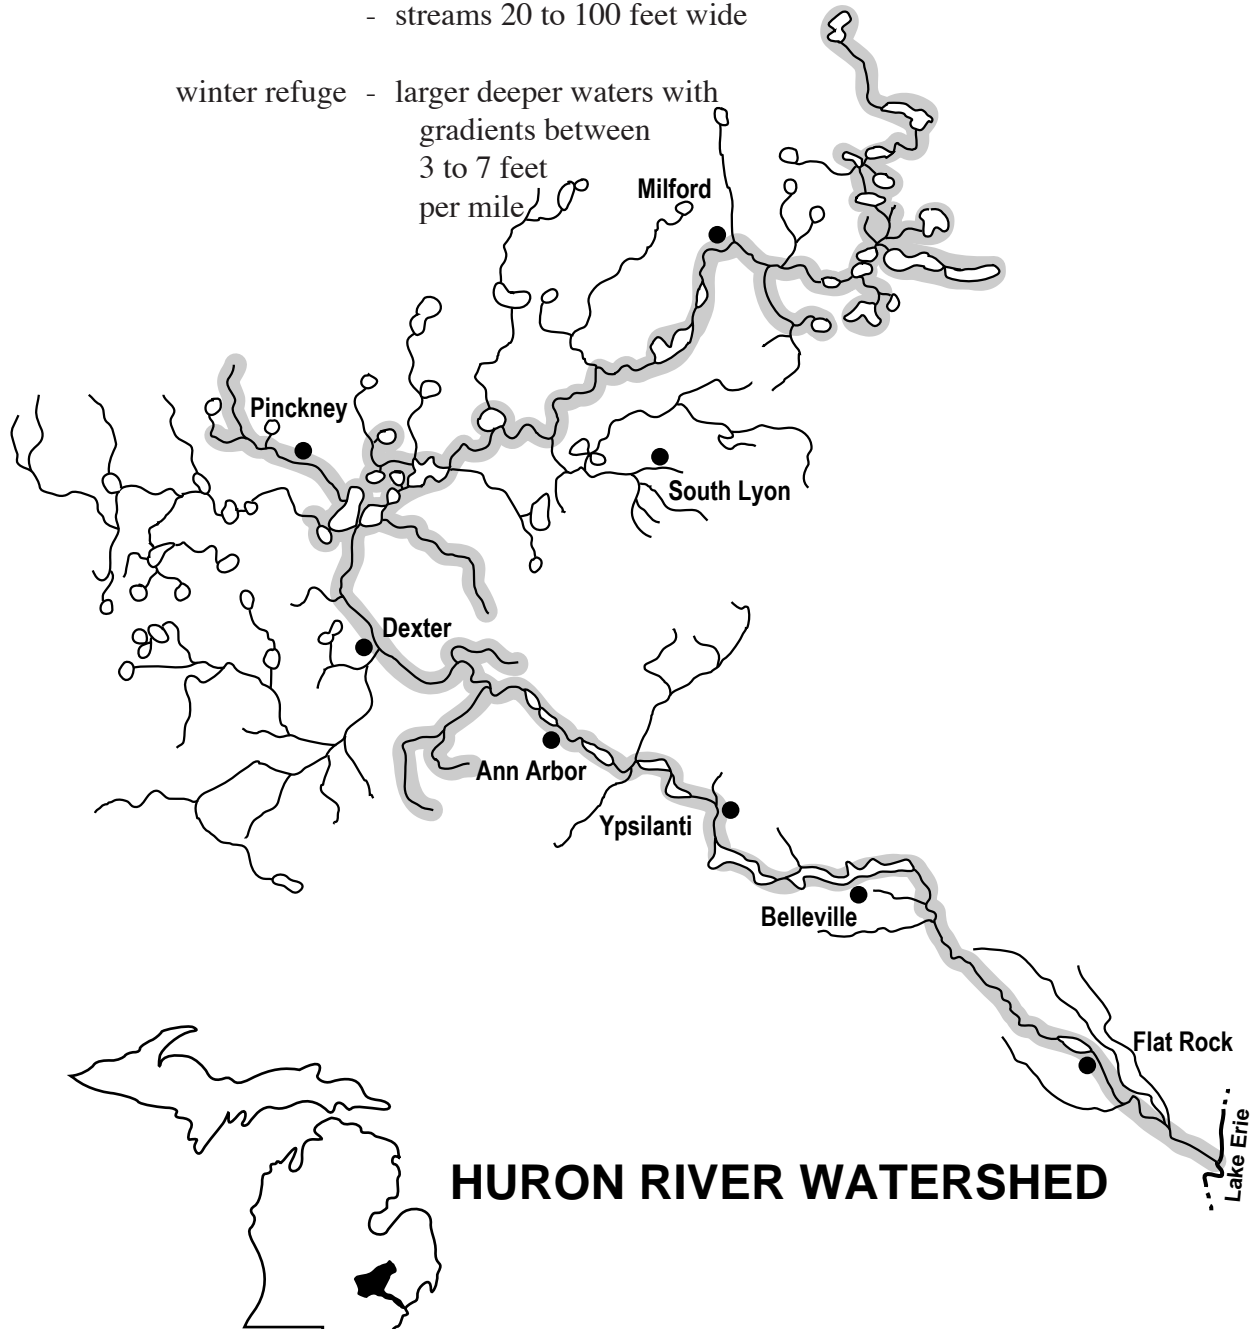 - streams 20 to 100 feet wide
winter refuge - larger deeper waters with
gradients between
3 to 7 feet
per mile
Milford
Pinckney
South Lyon
Dexter
Ann Arbor
Ypsilanti
Belleville
Flat Rock
Lake Erie
HURON RIVER WATERSHED